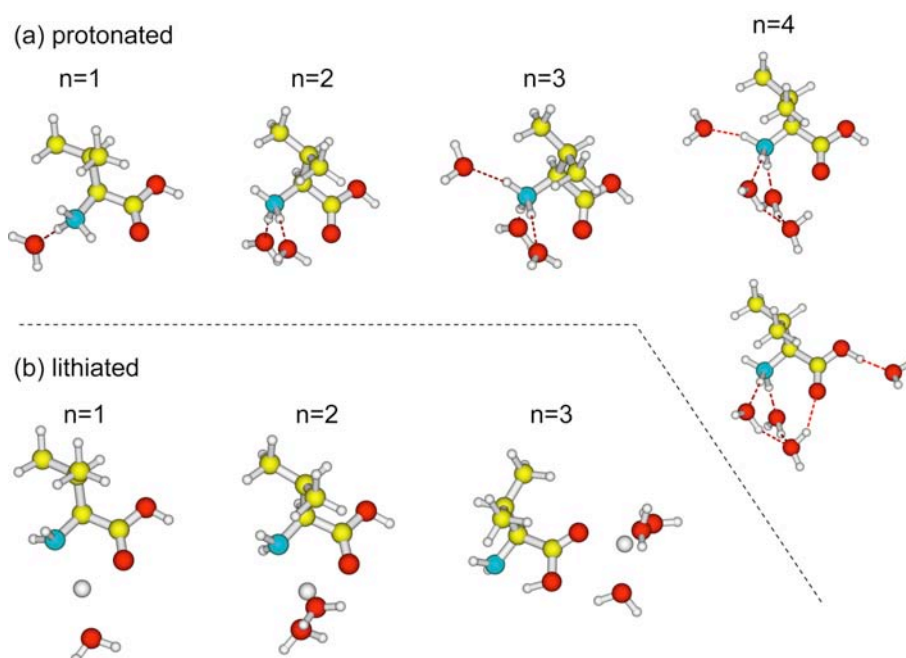 (a) protonated
n=1
n=2
n=3
n=4
(b) lithiated
n=1
n=2
n=3